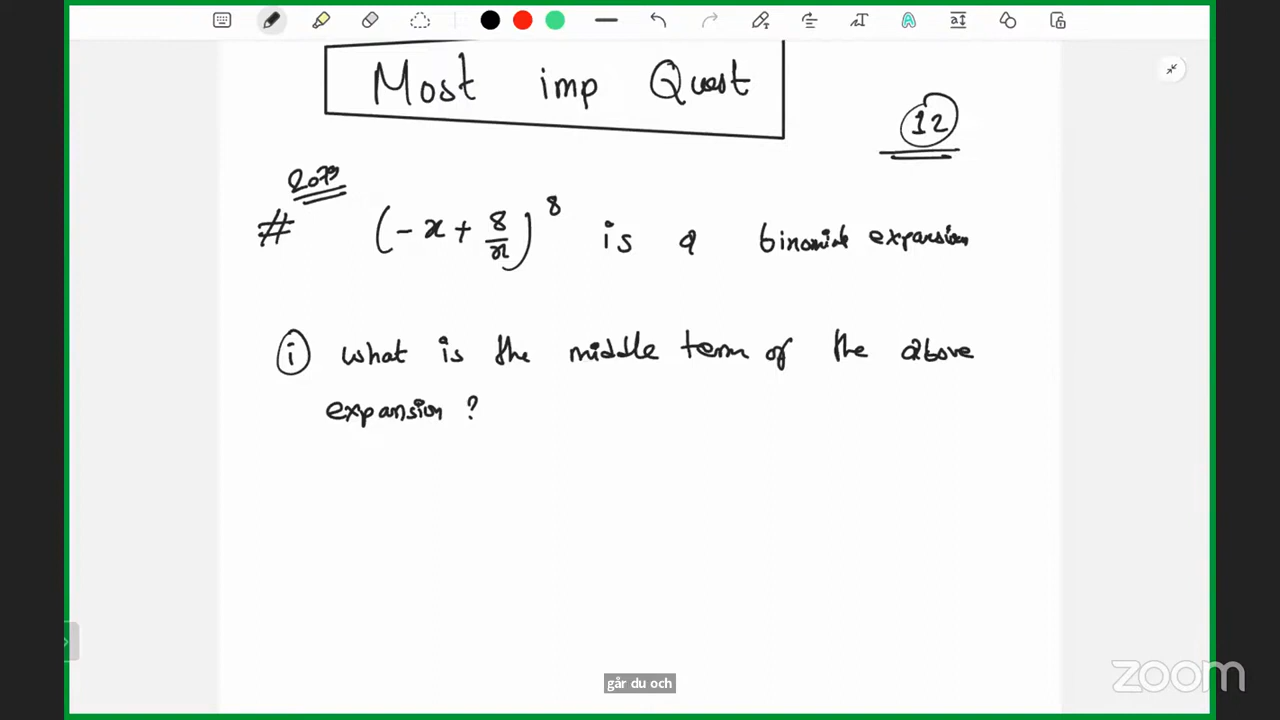 Most imp Quest
12
2079
# (-x + 8/x)^8 is a binomial expansion
i what is the middle term of the above
expansion ?
går du och
zoom